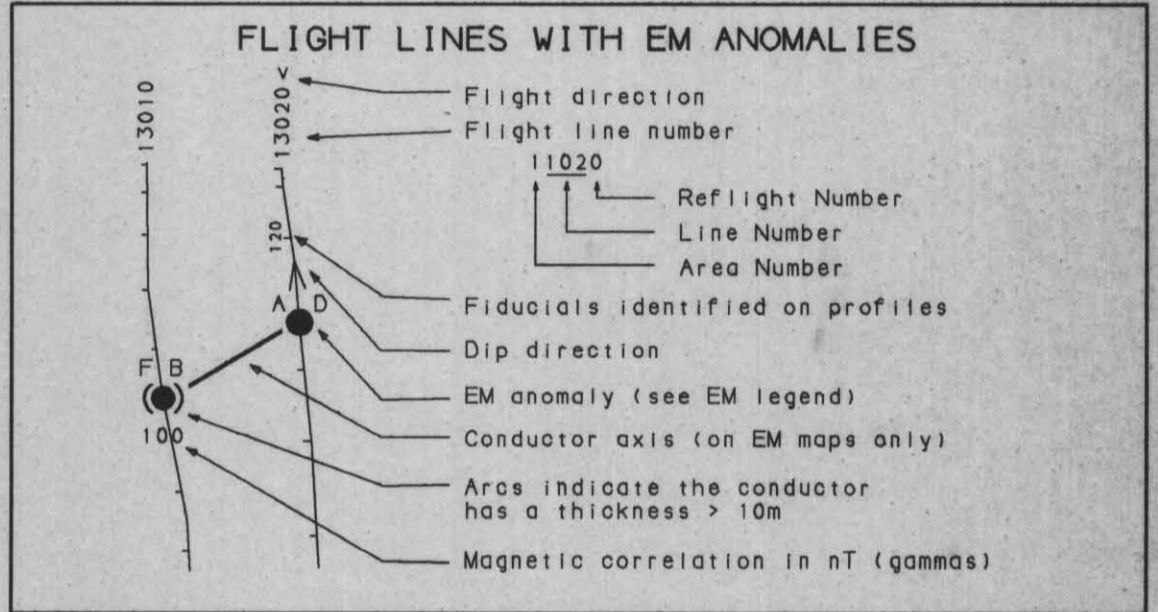 FLIGHT LINES WITH EM ANOMALIES
13010
13020
Flight direction
Flight line number
11020
Reflight Number
Line Number
Area Number
120
Fiducials identified on profiles
A D
Dip direction
EM anomaly (see EM legend)
F B
Conductor axis (on EM maps only)
100
Arcs indicate the conductor
has a thickness > 10m
Magnetic correlation in nT (gammas)